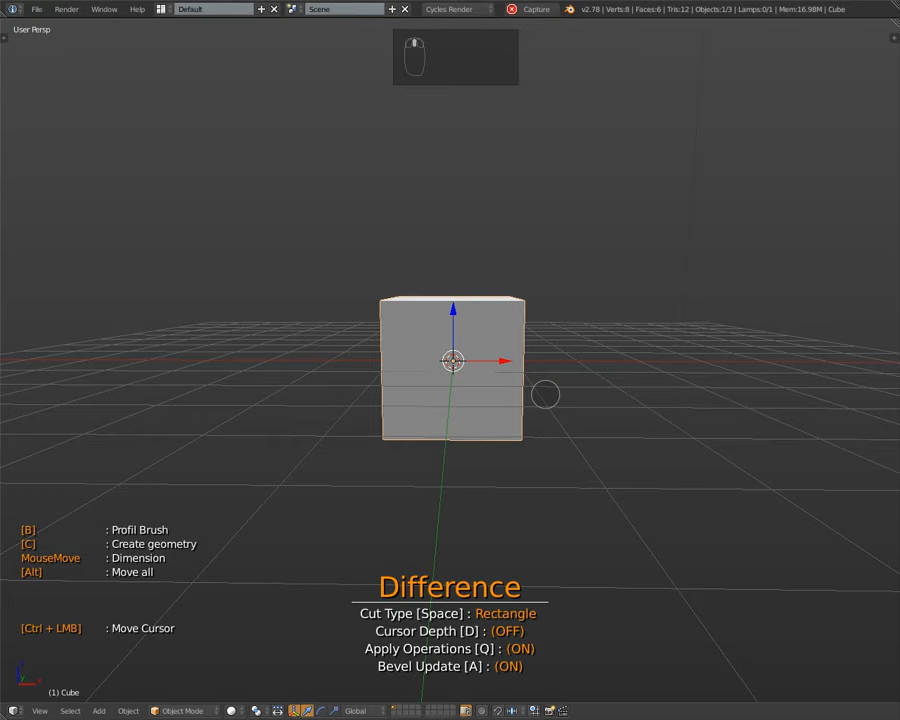 File Render Window Help Default Scene Cycles Render Capture v2.78 | Verts:8 | Faces:6 | Tris:12 | Objects:1/3 | Lamps:0/1 | Mem:16.98M | Cube
User Persp
[B] : Profil Brush
[C] : Create geometry
MouseMove : Dimension
[Alt] : Move all
[Ctrl + LMB] : Move Cursor
Difference
Cut Type [Space] : Rectangle
Cursor Depth [D] : (OFF)
Apply Operations [Q] : (ON)
Bevel Update [A] : (ON)
(1) Cube
View Select Add Object Object Mode Global